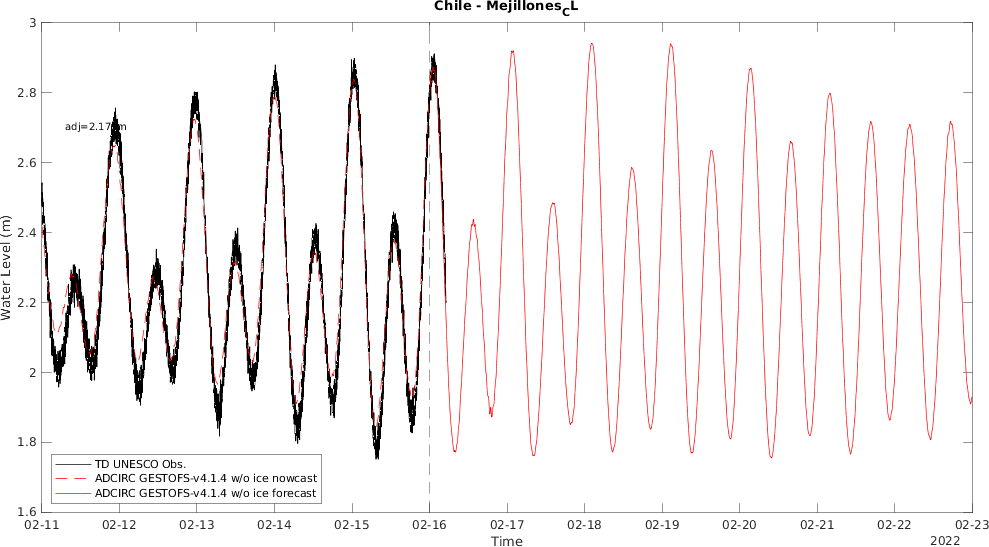 Chile - Mejillones_CL
3
2.8
2.6
2.4
2.2
2
1.8
1.6
Water Level (m)
adj=2.17 m
TD UNESCO Obs.
ADCIRC GESTOFS-v4.1.4 w/o ice nowcast
ADCIRC GESTOFS-v4.1.4 w/o ice forecast
02-11 02-12 02-13 02-14 02-15 02-16 02-17 02-18 02-19 02-20 02-21 02-22 02-23
Time
2022